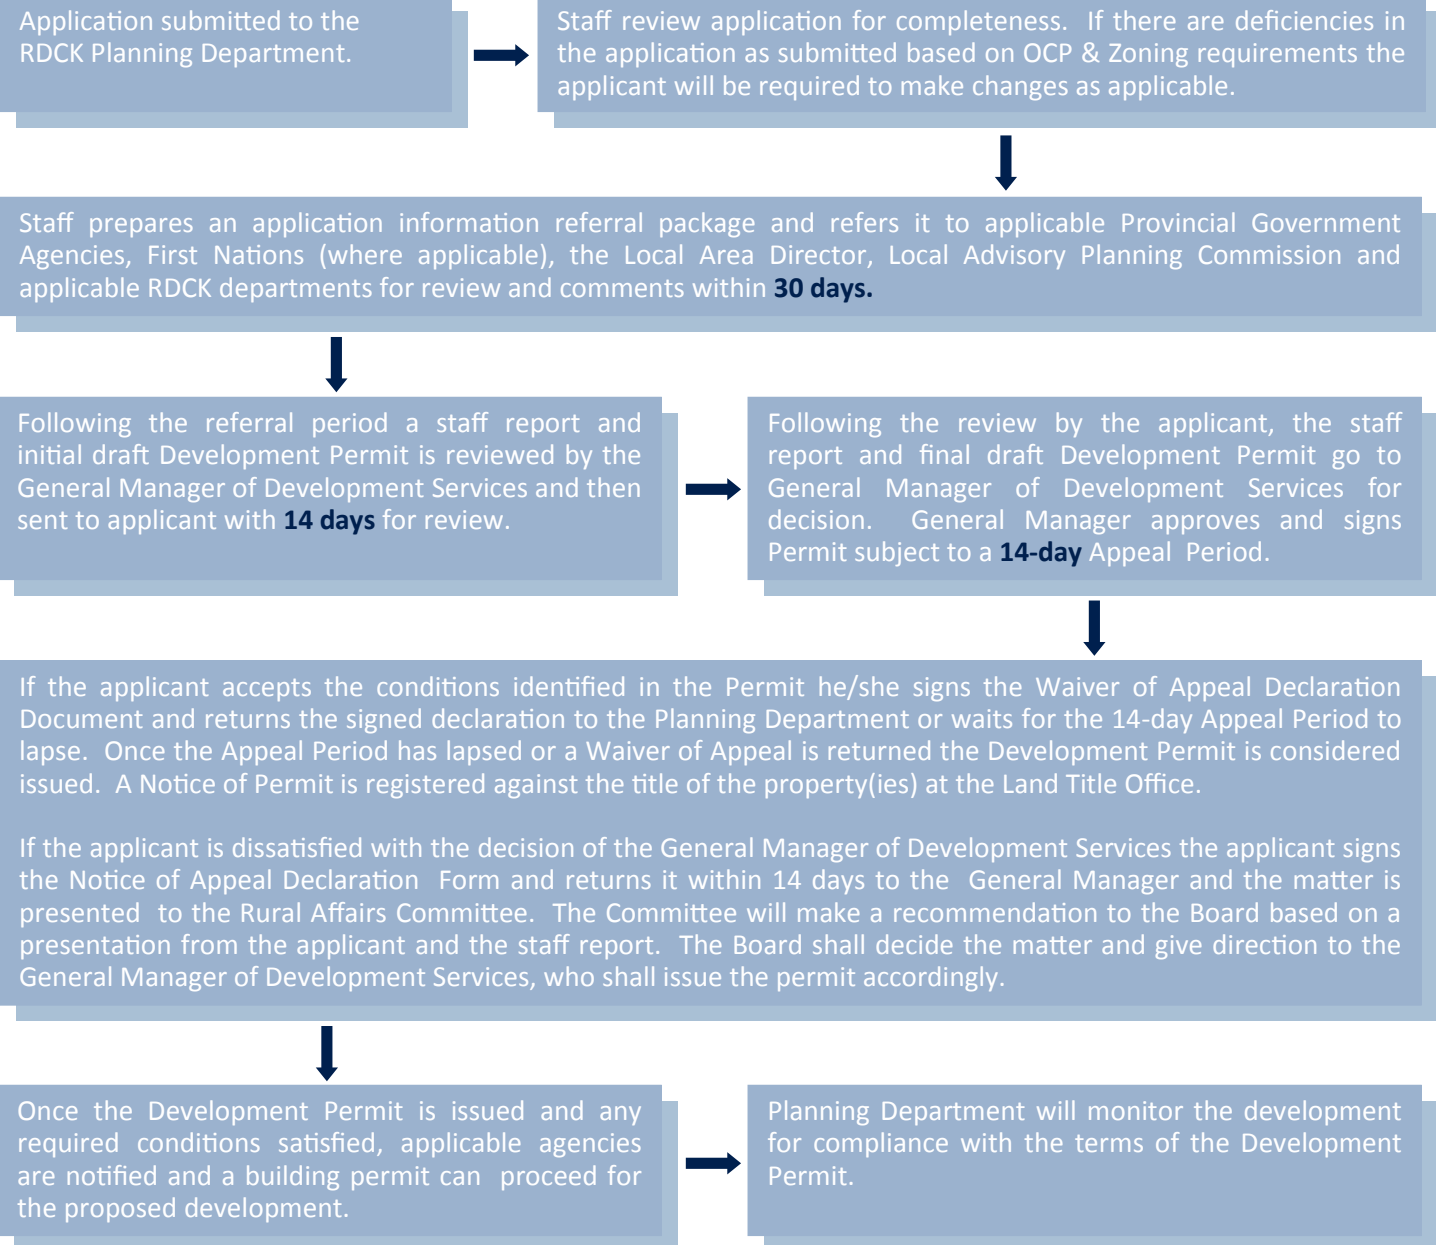 Application submitted to the
RDCK Planning Department.
Staff review application for completeness. If there are deficiencies in
the application as submitted based on OCP & Zoning requirements the
applicant will be required to make changes as applicable.
Staff prepares an application information referral package and refers it to applicable Provincial Government
Agencies, First Nations (where applicable), the Local Area Director, Local Advisory Planning Commission and
applicable RDCK departments for review and comments within 30 days.
Following the referral period a staff report and
initial draft Development Permit is reviewed by the
General Manager of Development Services and then
sent to applicant with 14 days for review.
Following the review by the applicant, the staff
report and final draft Development Permit go to
General Manager of Development Services for
decision. General Manager approves and signs
Permit subject to a 14-day Appeal Period.
If the applicant accepts the conditions identified in the Permit he/she signs the Waiver of Appeal Declaration
Document and returns the signed declaration to the Planning Department or waits for the 14-day Appeal Period to
lapse. Once the Appeal Period has lapsed or a Waiver of Appeal is returned the Development Permit is considered
issued. A Notice of Permit is registered against the title of the property(ies) at the Land Title Office.
If the applicant is dissatisfied with the decision of the General Manager of Development Services the applicant signs
the Notice of Appeal Declaration Form and returns it within 14 days to the General Manager and the matter is
presented to the Rural Affairs Committee. The Committee will make a recommendation to the Board based on a
presentation from the applicant and the staff report. The Board shall decide the matter and give direction to the
General Manager of Development Services, who shall issue the permit accordingly.
Once the Development Permit is issued and any
required conditions satisfied, applicable agencies
are notified and a building permit can proceed for
the proposed development.
Planning Department will monitor the development
for compliance with the terms of the Development
Permit.